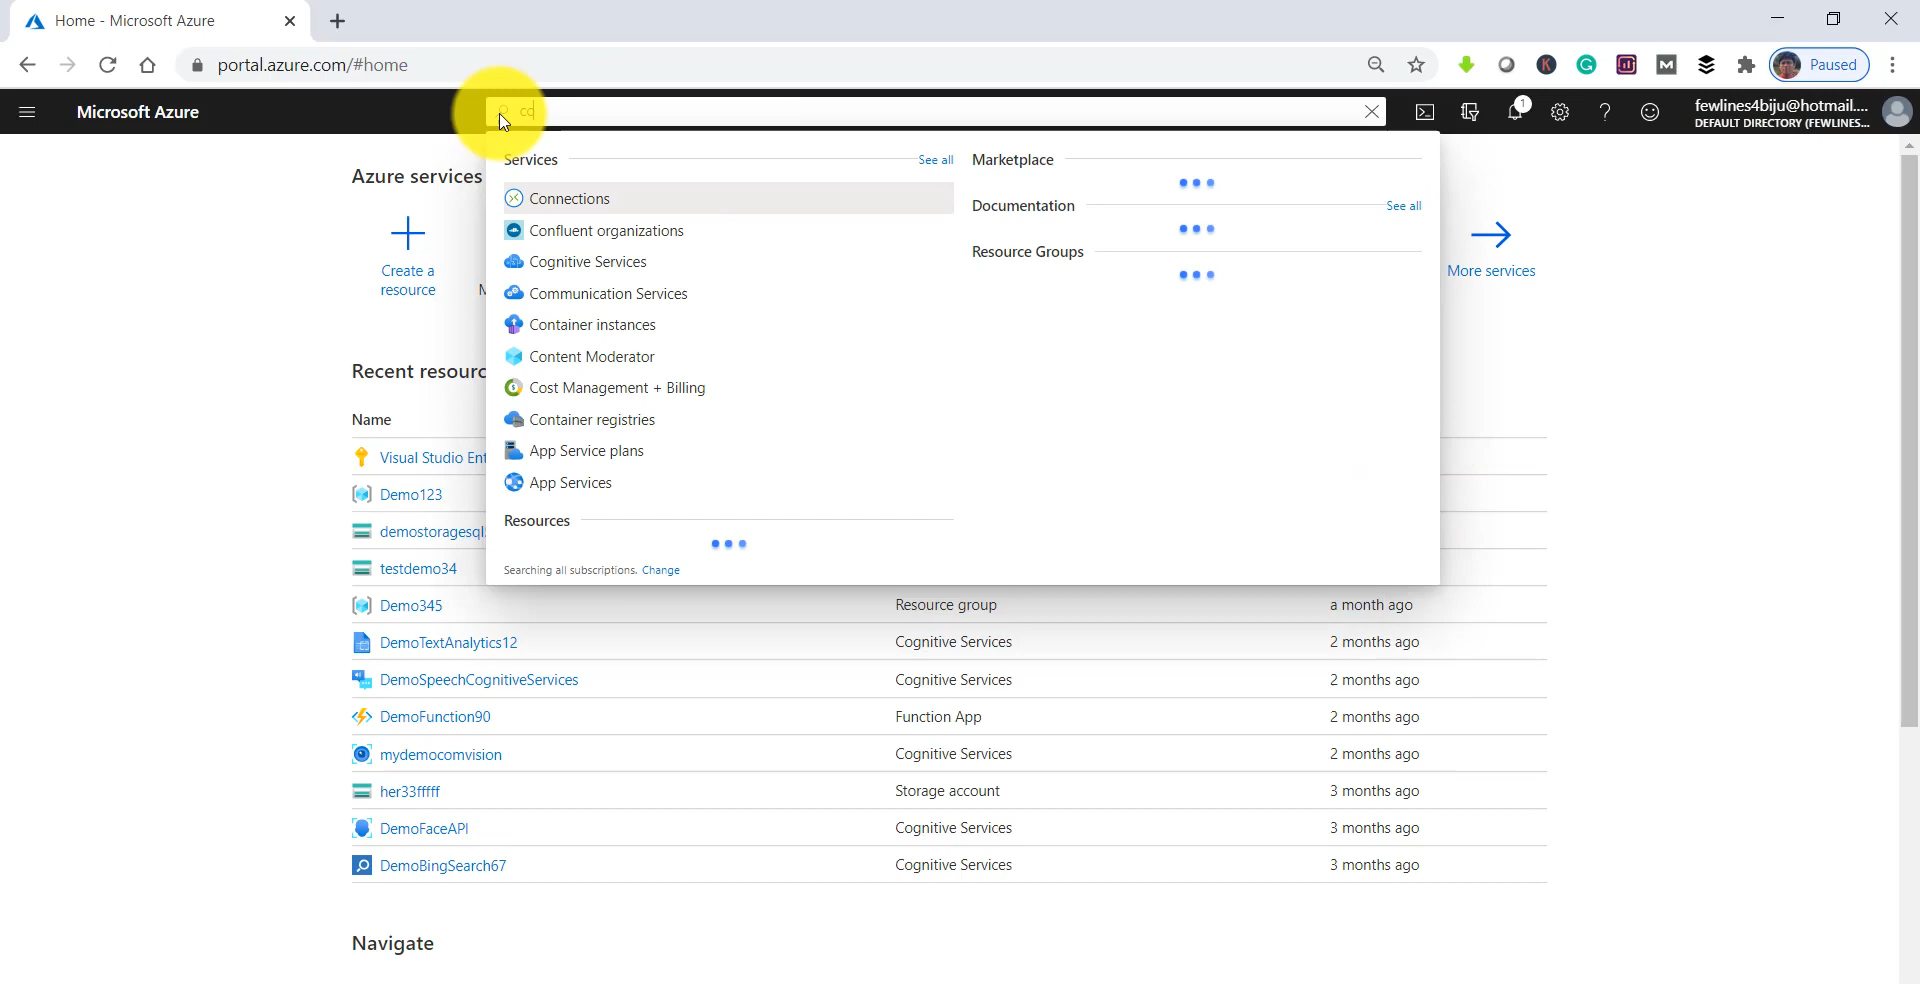 Home - Microsoft Azure
portal.azure.com/#home
K
G
M
Paused
Microsoft Azure
co
1
fewlines4biju@hotmail....
DEFAULT DIRECTORY (FEWLINES...
Azure services
Create a
resource
M
More services
Services
See all
Connections
Confluent organizations
Cognitive Services
Communication Services
Container instances
Content Moderator
Cost Management + Billing
Container registries
App Service plans
App Services
Resources
Searching all subscriptions. Change
Marketplace
Documentation
See all
Resource Groups
Recent resourc
Name
Visual Studio Ent
Demo123
demostoragesql
testdemo34
Demo345 Resource group a month ago
DemoTextAnalytics12 Cognitive Services 2 months ago
DemoSpeechCognitiveServices Cognitive Services 2 months ago
DemoFunction90 Function App 2 months ago
mydemocomvision Cognitive Services 2 months ago
her33fffff Storage account 3 months ago
DemoFaceAPI Cognitive Services 3 months ago
DemoBingSearch67 Cognitive Services 3 months ago
Navigate